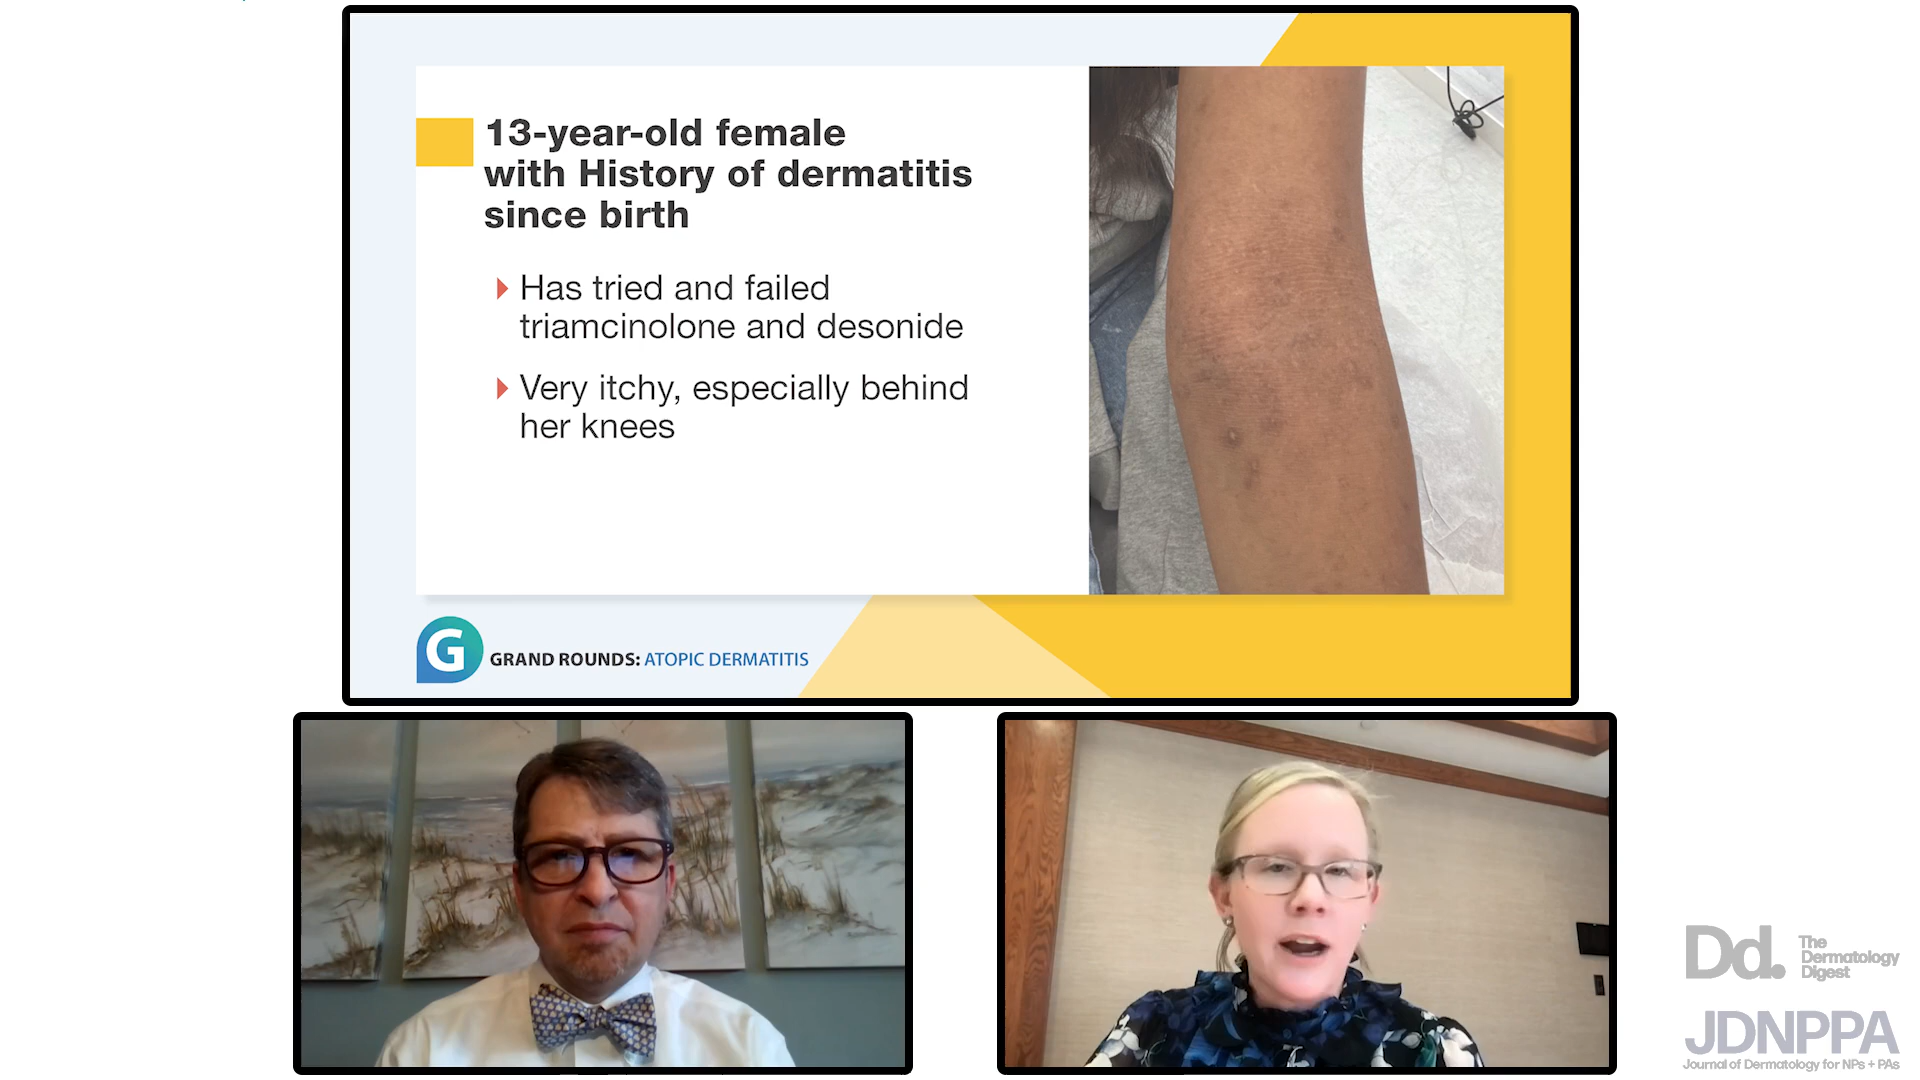 13-year-old female
with History of dermatitis
since birth
Has tried and failed
triamcinolone and desonide
Very itchy, especially behind
her knees
G
GRAND ROUNDS: ATOPIC DERMATITIS
Dd.
The
Dermatology
Digest
JDNPPA
Journal of Dermatology for NPs + PAs